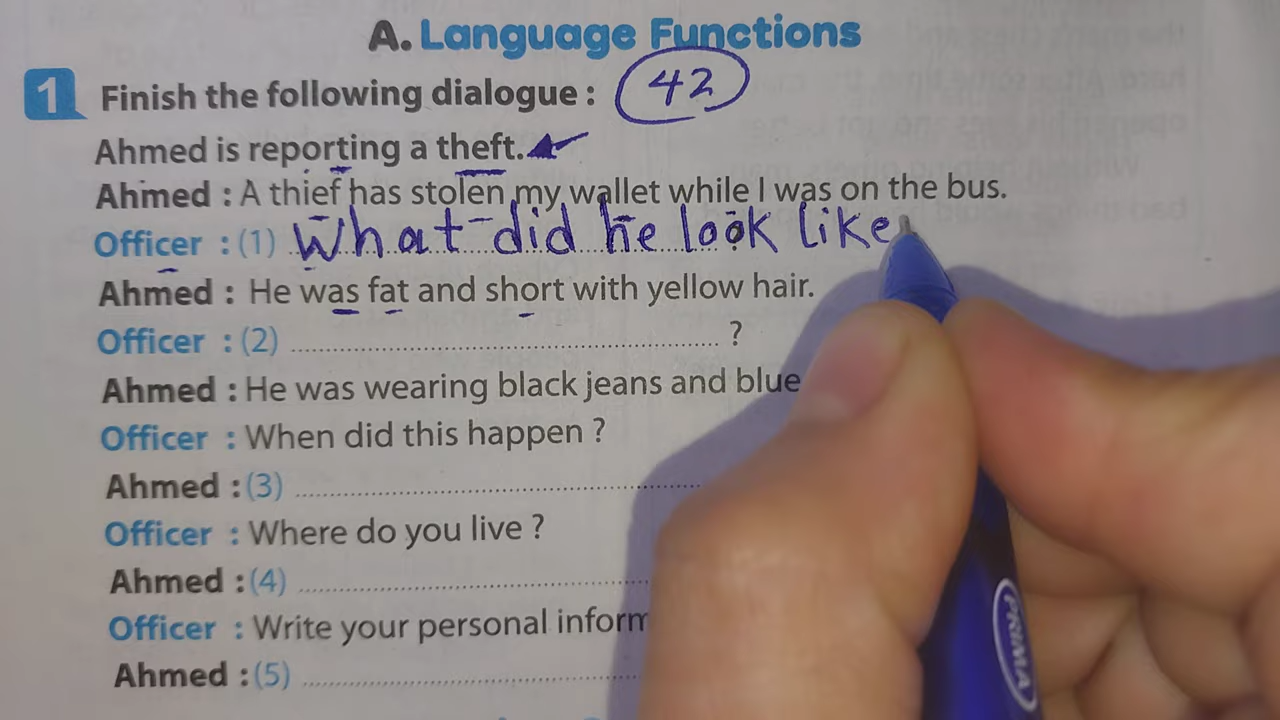 A. Language Functions
1 Finish the following dialogue : 42
Ahmed is reporting a theft.
Ahmed : A thief has stolen my wallet while I was on the bus.
Officer : (1) What did he look like ?
Ahmed : He was fat and short with yellow hair.
Officer : (2) ........................................ ?
Ahmed : He was wearing black jeans and blue
Officer : When did this happen ?
Ahmed : (3) ........................................
Officer : Where do you live ?
Ahmed : (4) ........................................
Officer : Write your personal inform
Ahmed : (5) ........................................
PRIMA